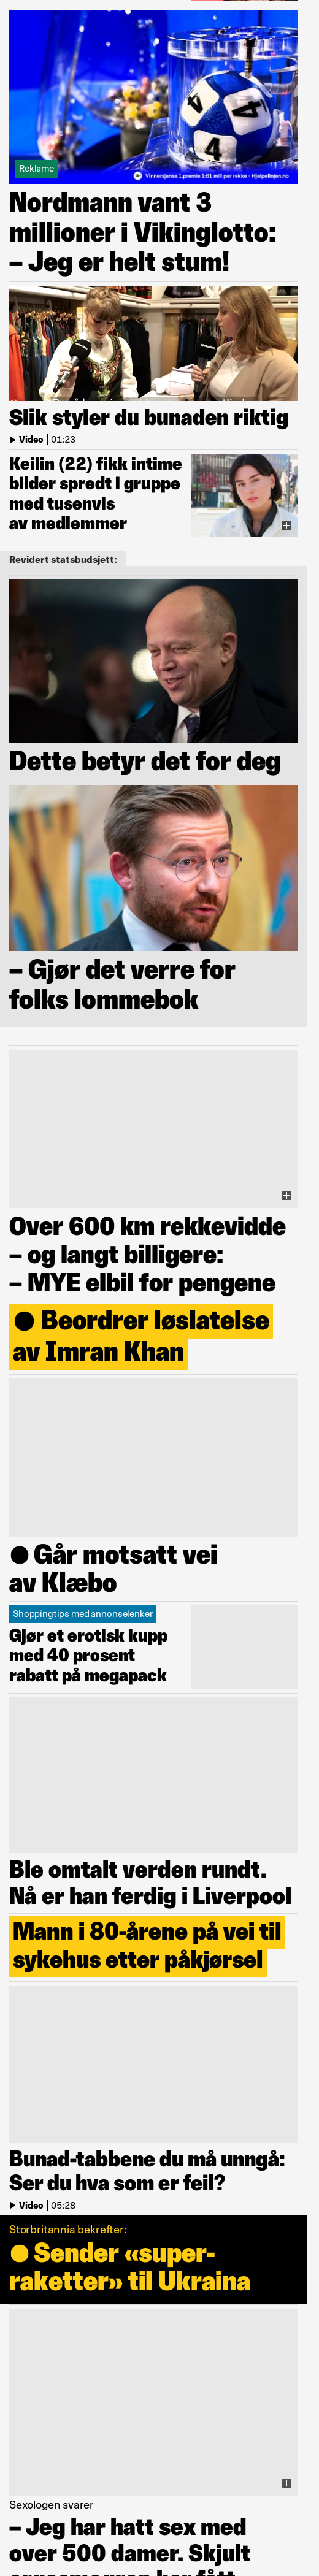 4
4
Reklame
Vinnersjanse 1.premie 1:61 mill per rekke - Hjelpelinjen.no
Nordmann vant 3
millioner i Vikinglotto:
– Jeg er helt stum!
Slik styler du bunaden riktig
Video | 01:23
Keilin (22) fikk intime
bilder spredt i gruppe
med tusenvis
av medlemmer
Revidert statsbudsjett:
Dette betyr det for deg
– Gjør det verre for
folks lommebok
Over 600 km rekkevidde
– og langt billigere:
– MYE elbil for pengene
● Beordrer løslatelse
av Imran Khan
● Går motsatt vei
av Klæbo
Shoppingtips med annonselenker
Gjør et erotisk kupp
med 40 prosent
rabatt på megapack
Ble omtalt verden rundt.
Nå er han ferdig i Liverpool
Mann i 80-årene på vei til
sykehus etter påkjørsel
Bunad-tabbene du må unngå:
Ser du hva som er feil?
Video | 05:28
Storbritannia bekrefter:
● Sender «super-
raketter» til Ukraina
Sexologen svarer
– Jeg har hatt sex med
over 500 damer. Skjult